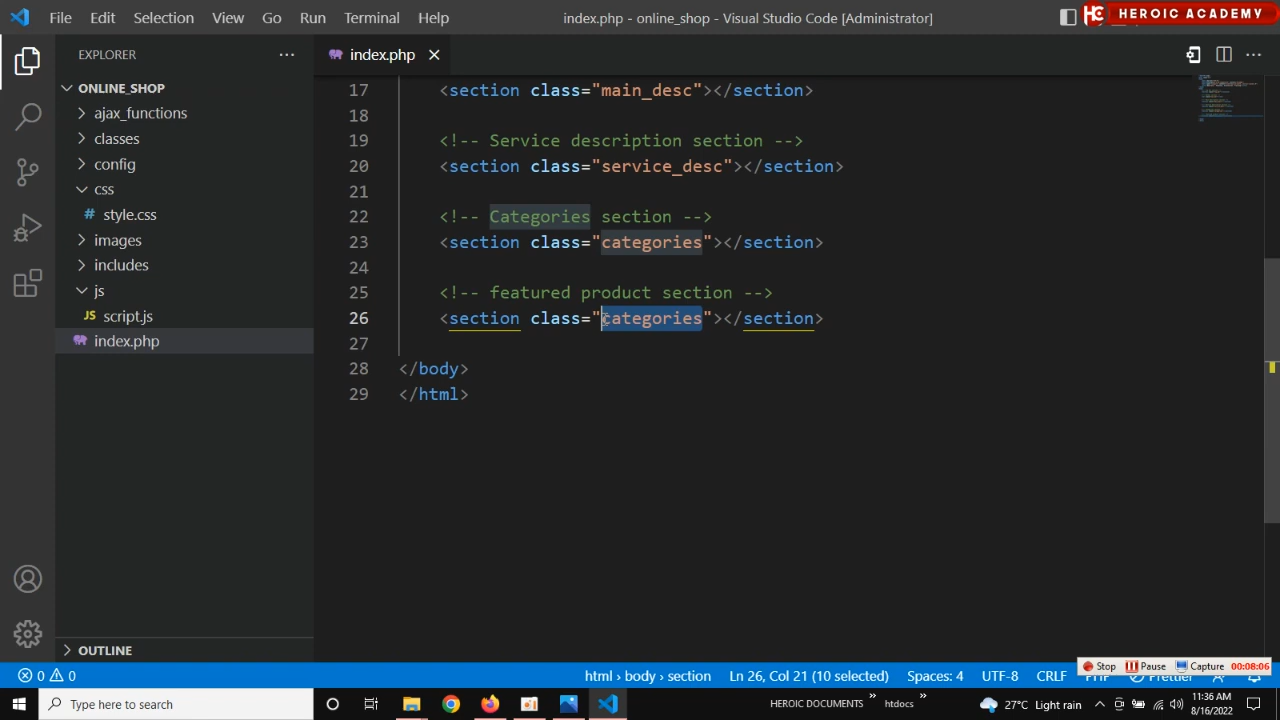 File Edit Selection View Go Run Terminal Help index.php - online_shop - Visual Studio Code [Administrator] HC HEROIC ACADEMY
EXPLORER
index.php
ONLINE_SHOP
ajax_functions
classes
config
css
# style.css
images
includes
js
JS script.js
index.php
OUTLINE
17 <section class="main_desc"></section>
18
19 <!-- Service description section -->
20 <section class="service_desc"></section>
21
22 <!-- Categories section -->
23 <section class="categories"></section>
24
25 <!-- featured product section -->
26 <section class="categories"></section>
27
28 </body>
29 </html>
Stop Pause Capture 00:08:06
0 0 html › body › section Ln 26, Col 21 (10 selected) Spaces: 4 UTF-8 CRLF PHP Prettier
Type here to search HEROIC DOCUMENTS » htdocs » 27°C Light rain 11:36 AM
8/16/2022